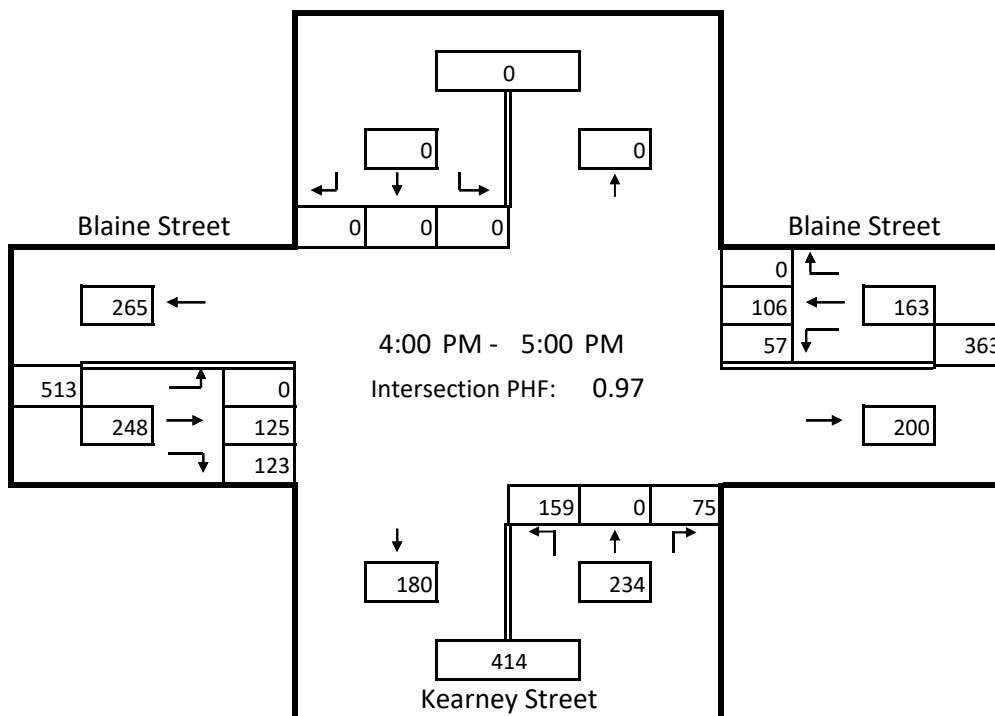 0
0 0
0 0 0
Blaine Street Blaine Street
0
265 106 163
4:00 PM - 5:00 PM
57 363
513 0 Intersection PHF: 0.97
248 125 200
123
159 0 75
180 234
414
Kearney Street